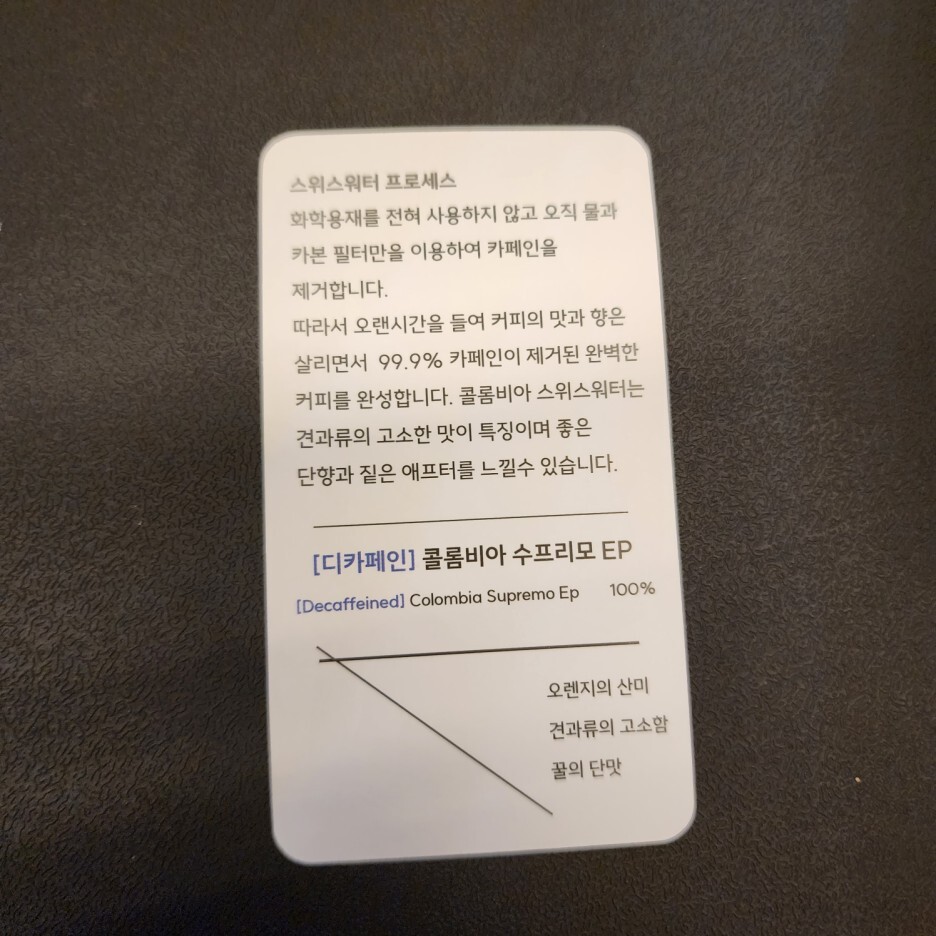 스위스워터 프로세스
화학용재를 전혀 사용하지 않고 오직 물과
카본 필터만을 이용하여 카페인을
제거합니다.
따라서 오랜시간을 들여 커피의 맛과 향은
살리면서 99.9% 카페인이 제거된 완벽한
커피를 완성합니다. 콜롬비아 스위스워터는
견과류의 고소한 맛이 특징이며 좋은
단향과 짙은 애프터를 느낄수 있습니다.
[디카페인] 콜롬비아 수프리모 EP
[Decaffeined] Colombia Supremo Ep 100%
오렌지의 산미
견과류의 고소함
꿀의 단맛